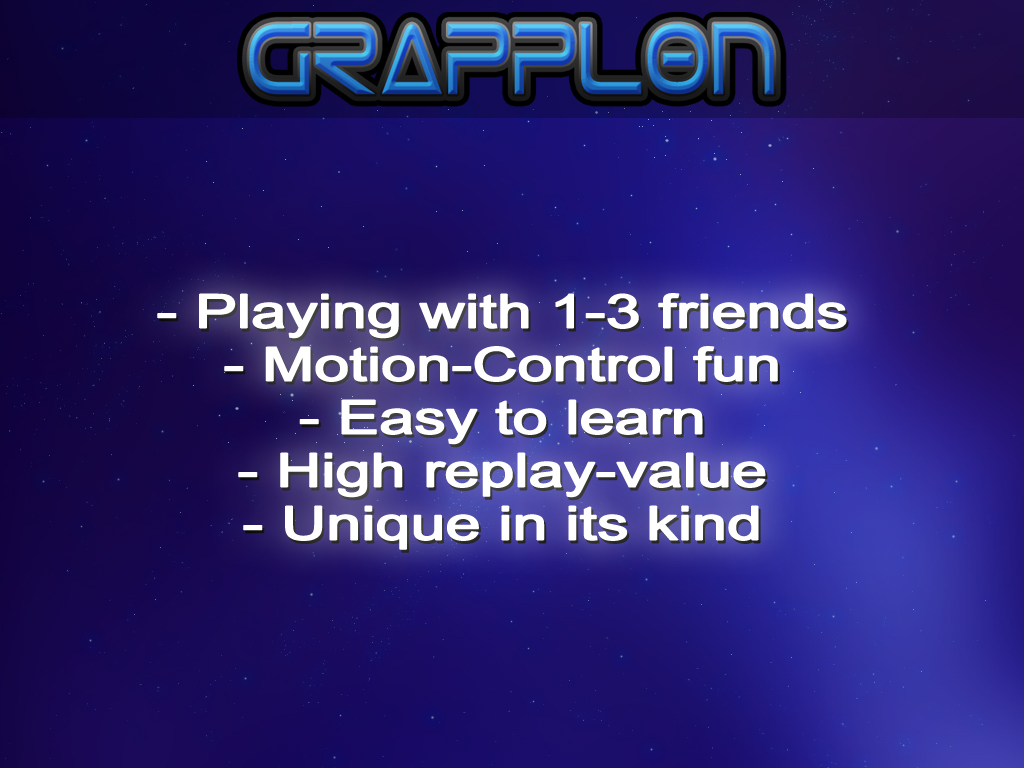 GRAPPLON
- Playing with 1-3 friends
- Motion-Control fun
- Easy to learn
- High replay-value
- Unique in its kind